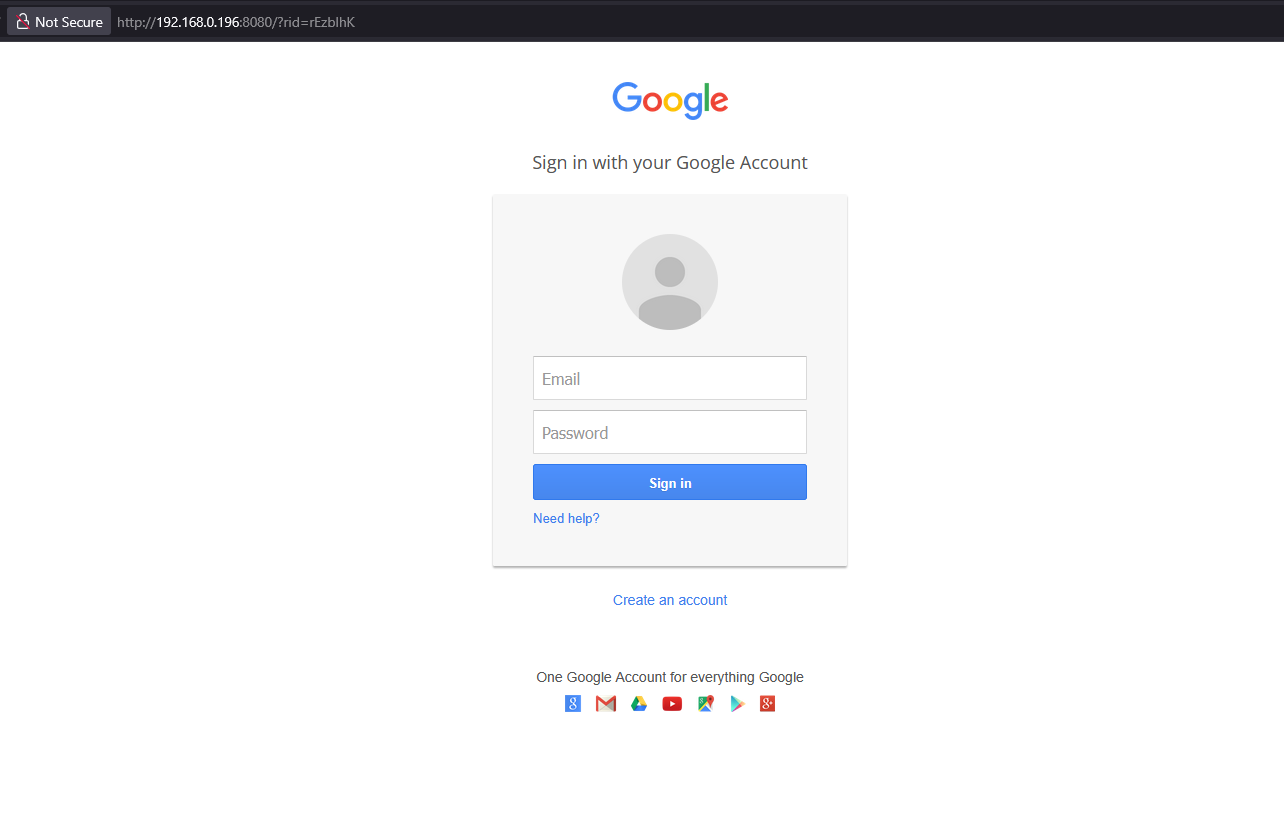 Not Secure http://192.168.0.196:8080/?rid=rEzbIhK
Google
Sign in with your Google Account
Email
Password
Sign in
Need help?
Create an account
One Google Account for everything Google